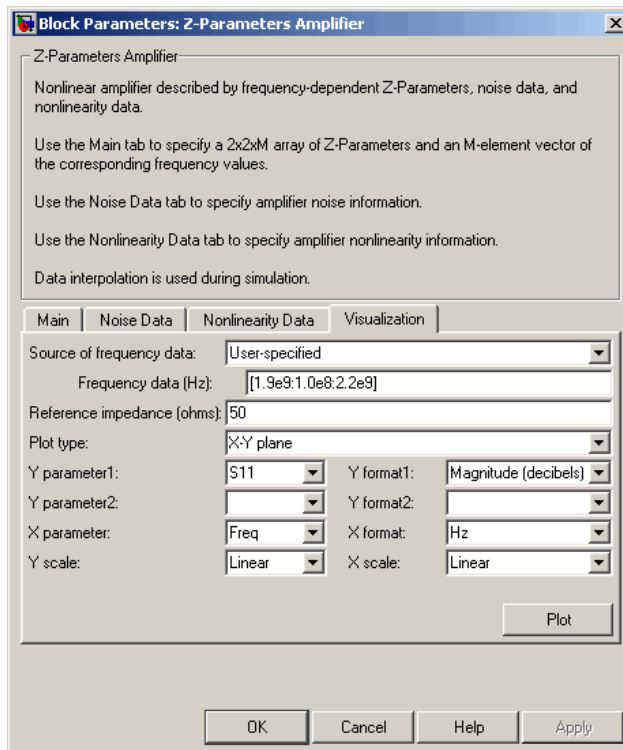 Block Parameters: Z-Parameters Amplifier
Z-Parameters Amplifier
Nonlinear amplifier described by frequency-dependent Z-Parameters, noise data, and
nonlinearity data.
Use the Main tab to specify a 2x2xM array of Z-Parameters and an M-element vector of
the corresponding frequency values.
Use the Noise Data tab to specify amplifier noise information.
Use the Nonlinearity Data tab to specify amplifier nonlinearity information.
Data interpolation is used during simulation.
Main Noise Data Nonlinearity Data Visualization
Source of frequency data: User-specified
Frequency data (Hz): [1.9e9:1.0e8:2.2e9]
Reference impedance (ohms): 50
Plot type: X-Y plane
Y parameter1: S11 Y format1: Magnitude (decibels)
Y parameter2: Y format2:
X parameter: Freq X format: Hz
Y scale: Linear X scale: Linear
Plot
OK Cancel Help Apply